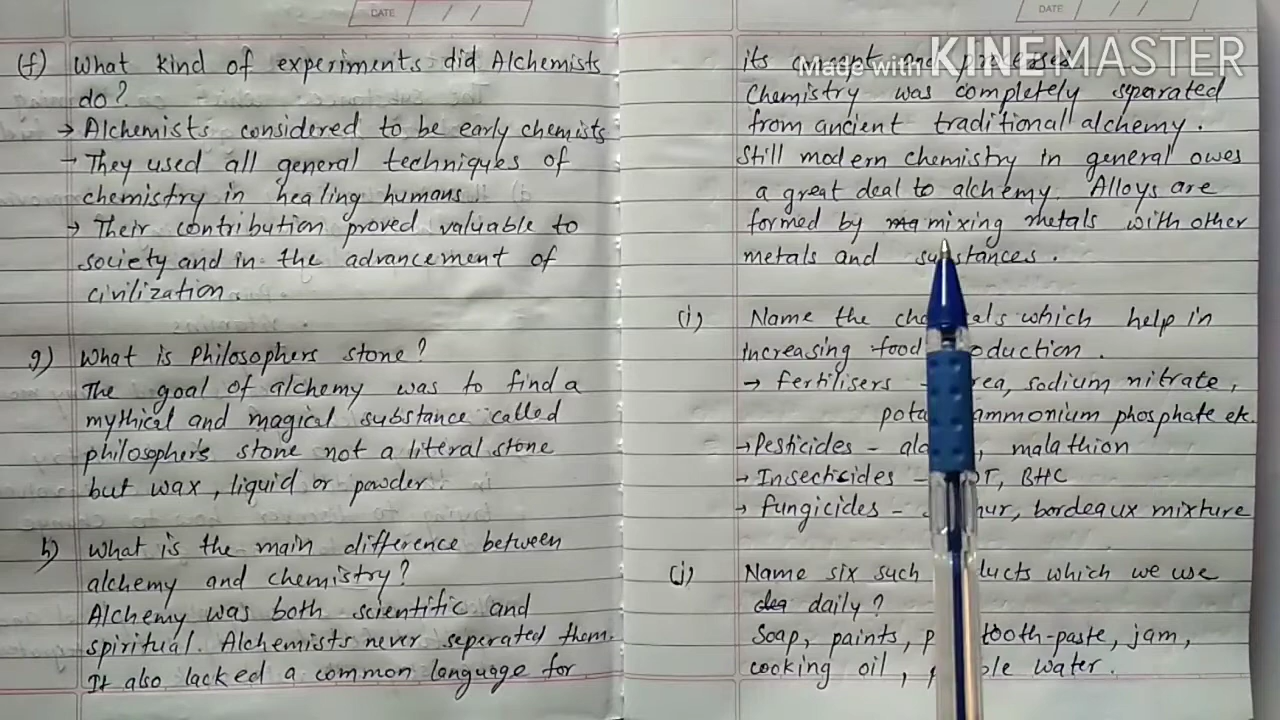 DATE / /
(f) What kind of experiments did Alchemists
do?
→ Alchemists considered to be early chemists
→ They used all general techniques of
chemistry in healing humans.
→ Their contribution proved valuable to
society and in the advancement of
civilization.
g) What is Philosophers stone?
The goal of alchemy was to find a
mythical and magical substance called
philosopher's stone not a literal stone
but wax, liquid or powder.
h) What is the main difference between
alchemy and chemistry?
Alchemy was both scientific and
spiritual. Alchemists never seperated them.
It also lacked a common language for
DATE / /
Made with KINEMASTER
its concept and processes.
Chemistry was completely separated
from ancient traditional alchemy.
Still modern chemistry in general owes
a great deal to alchemy. Alloys are
formed by mixing metals with other
metals and substances.
(i) Name the which help in
increasing food
→ Fertilisers - sodium nitrate,
ammonium phosphate etc.
→ Pesticides - malathion
→ Insecticides - BHC
→ Fungicides - bordeaux mixture
(j) Name six such which we use
daily?
Soap, paints, tooth-paste, jam,
cooking oil, water.